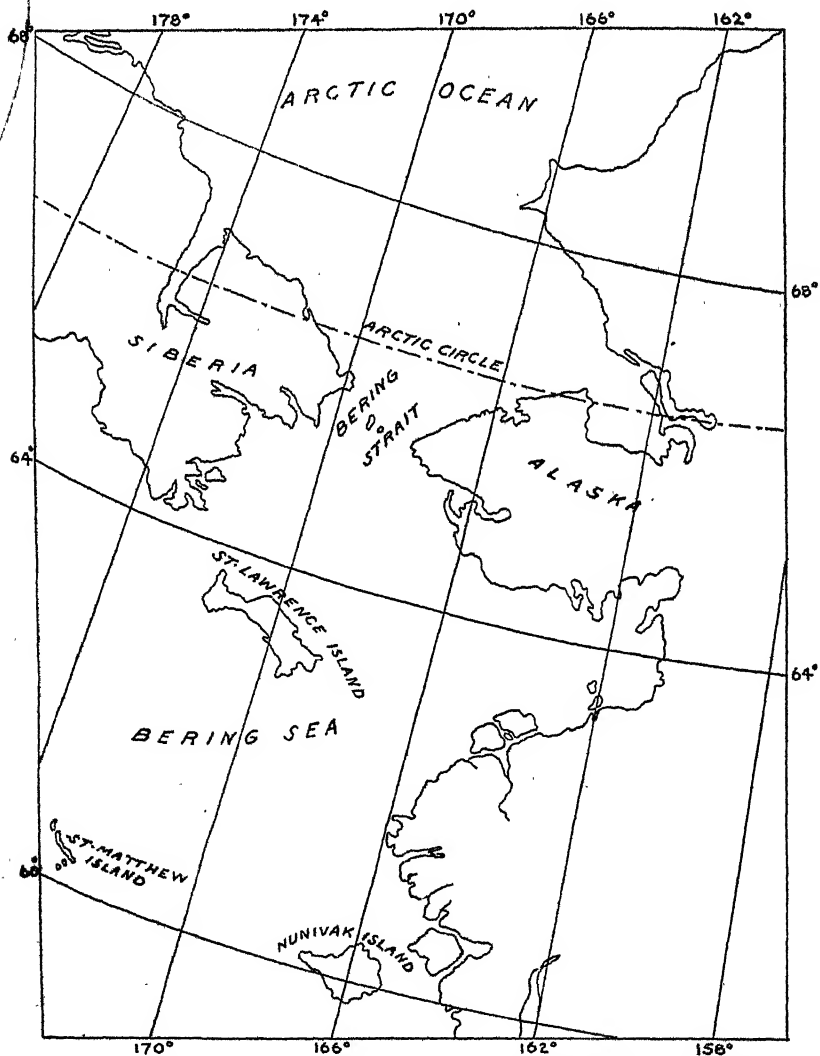 178° 174° 170° 166° 162°
68°
ARCTIC OCEAN
68°
ARCTIC CIRCLE
SIBERIA
BERING
STRAIT
ALASKA
64°
ST. LAWRENCE ISLAND
64°
BERING SEA
ST. MATTHEW
ISLAND
60°
NUNIVAK ISLAND
170° 166° 162° 158°